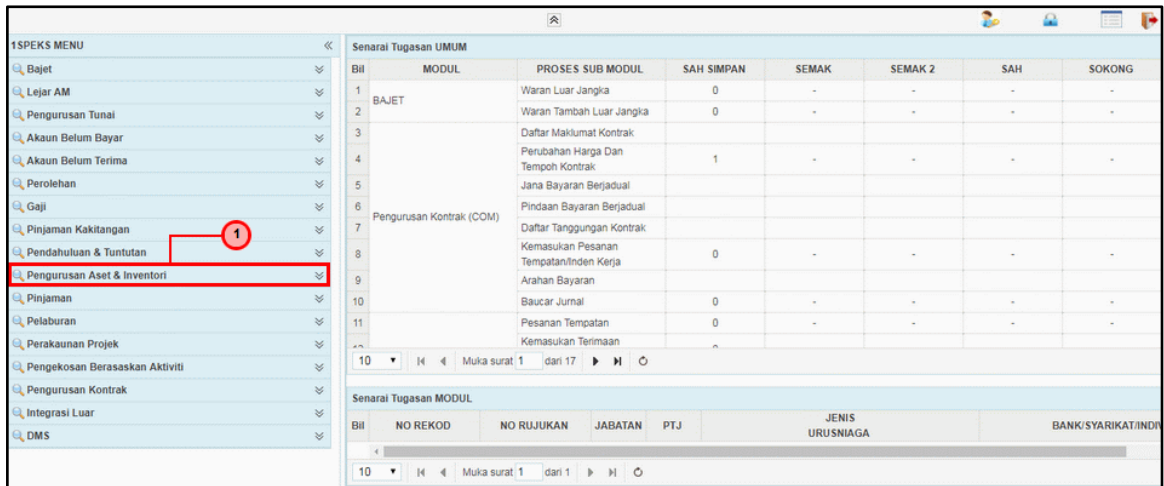 1SPEKS MENU
Bajet
Lejar AM
Pengurusan Tunai
Akaun Belum Bayar
Akaun Belum Terima
Perolehan
Gaji
Pinjaman Kakitangan
1
Pendahuluan & Tuntutan
Pengurusan Aset & Inventori
Pinjaman
Pelaburan
Perakaunan Projek
Pengekosan Berasaskan Aktiviti
Pengurusan Kontrak
Integrasi Luar
DMS
Senarai Tugasan UMUM
Bil MODUL PROSES SUB MODUL SAH SIMPAN SEMAK SEMAK 2 SAH SOKONG
1 BAJET Waran Luar Jangka 0 - - - -
2 Waran Tambah Luar Jangka 0 - - - -
3 Pengurusan Kontrak (COM) Daftar Maklumat Kontrak
4 Perubahan Harga Dan
Tempoh Kontrak 1 - - - -
5 Jana Bayaran Berjadual
6 Pindaan Bayaran Berjadual
7 Daftar Tanggungan Kontrak
8 Kemasukan Pesanan
Tempatan/Inden Kerja 0 - - - -
9 Arahan Bayaran
10 Baucar Jurnal 0 - - - -
11 Pesanan Tempatan 0 - - - -
Kemasukan Terimaan
10 Muka surat 1 dari 17
Senarai Tugasan MODUL
Bil NO REKOD NO RUJUKAN JABATAN PTJ JENIS
URUSNIAGA BANK/SYARIKAT/INDIV
10 Muka surat 1 dari 1